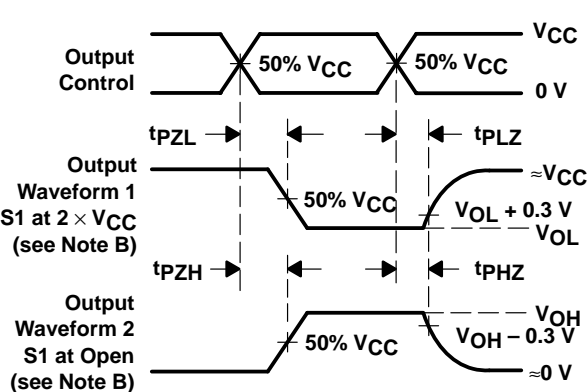 VCC
Output
Control
50% VCC
50% VCC
0 V
tPZL
tPLZ
Output
Waveform 1
S1 at 2 × VCC
(see Note B)
≈VCC
50% VCC
VOL + 0.3 V
VOL
tPZH
tPHZ
Output
Waveform 2
S1 at Open
(see Note B)
VOH
50% VCC
VOH – 0.3 V
≈0 V